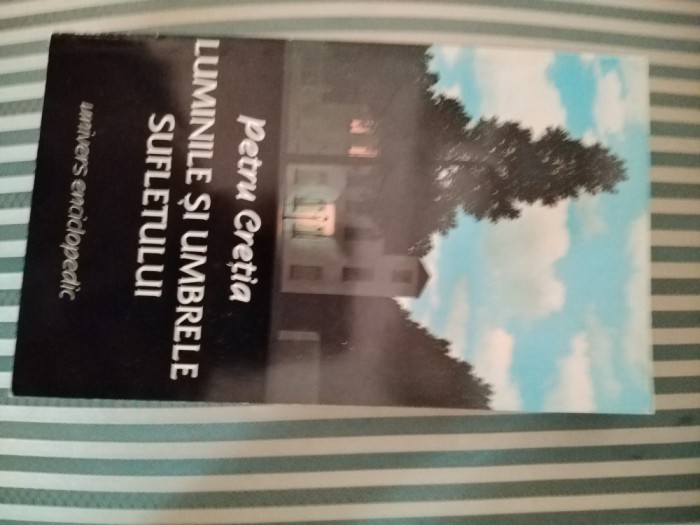 Petru Creția
LUMINILE ȘI UMBRELE
SUFLETULUI
univers enciclopedic